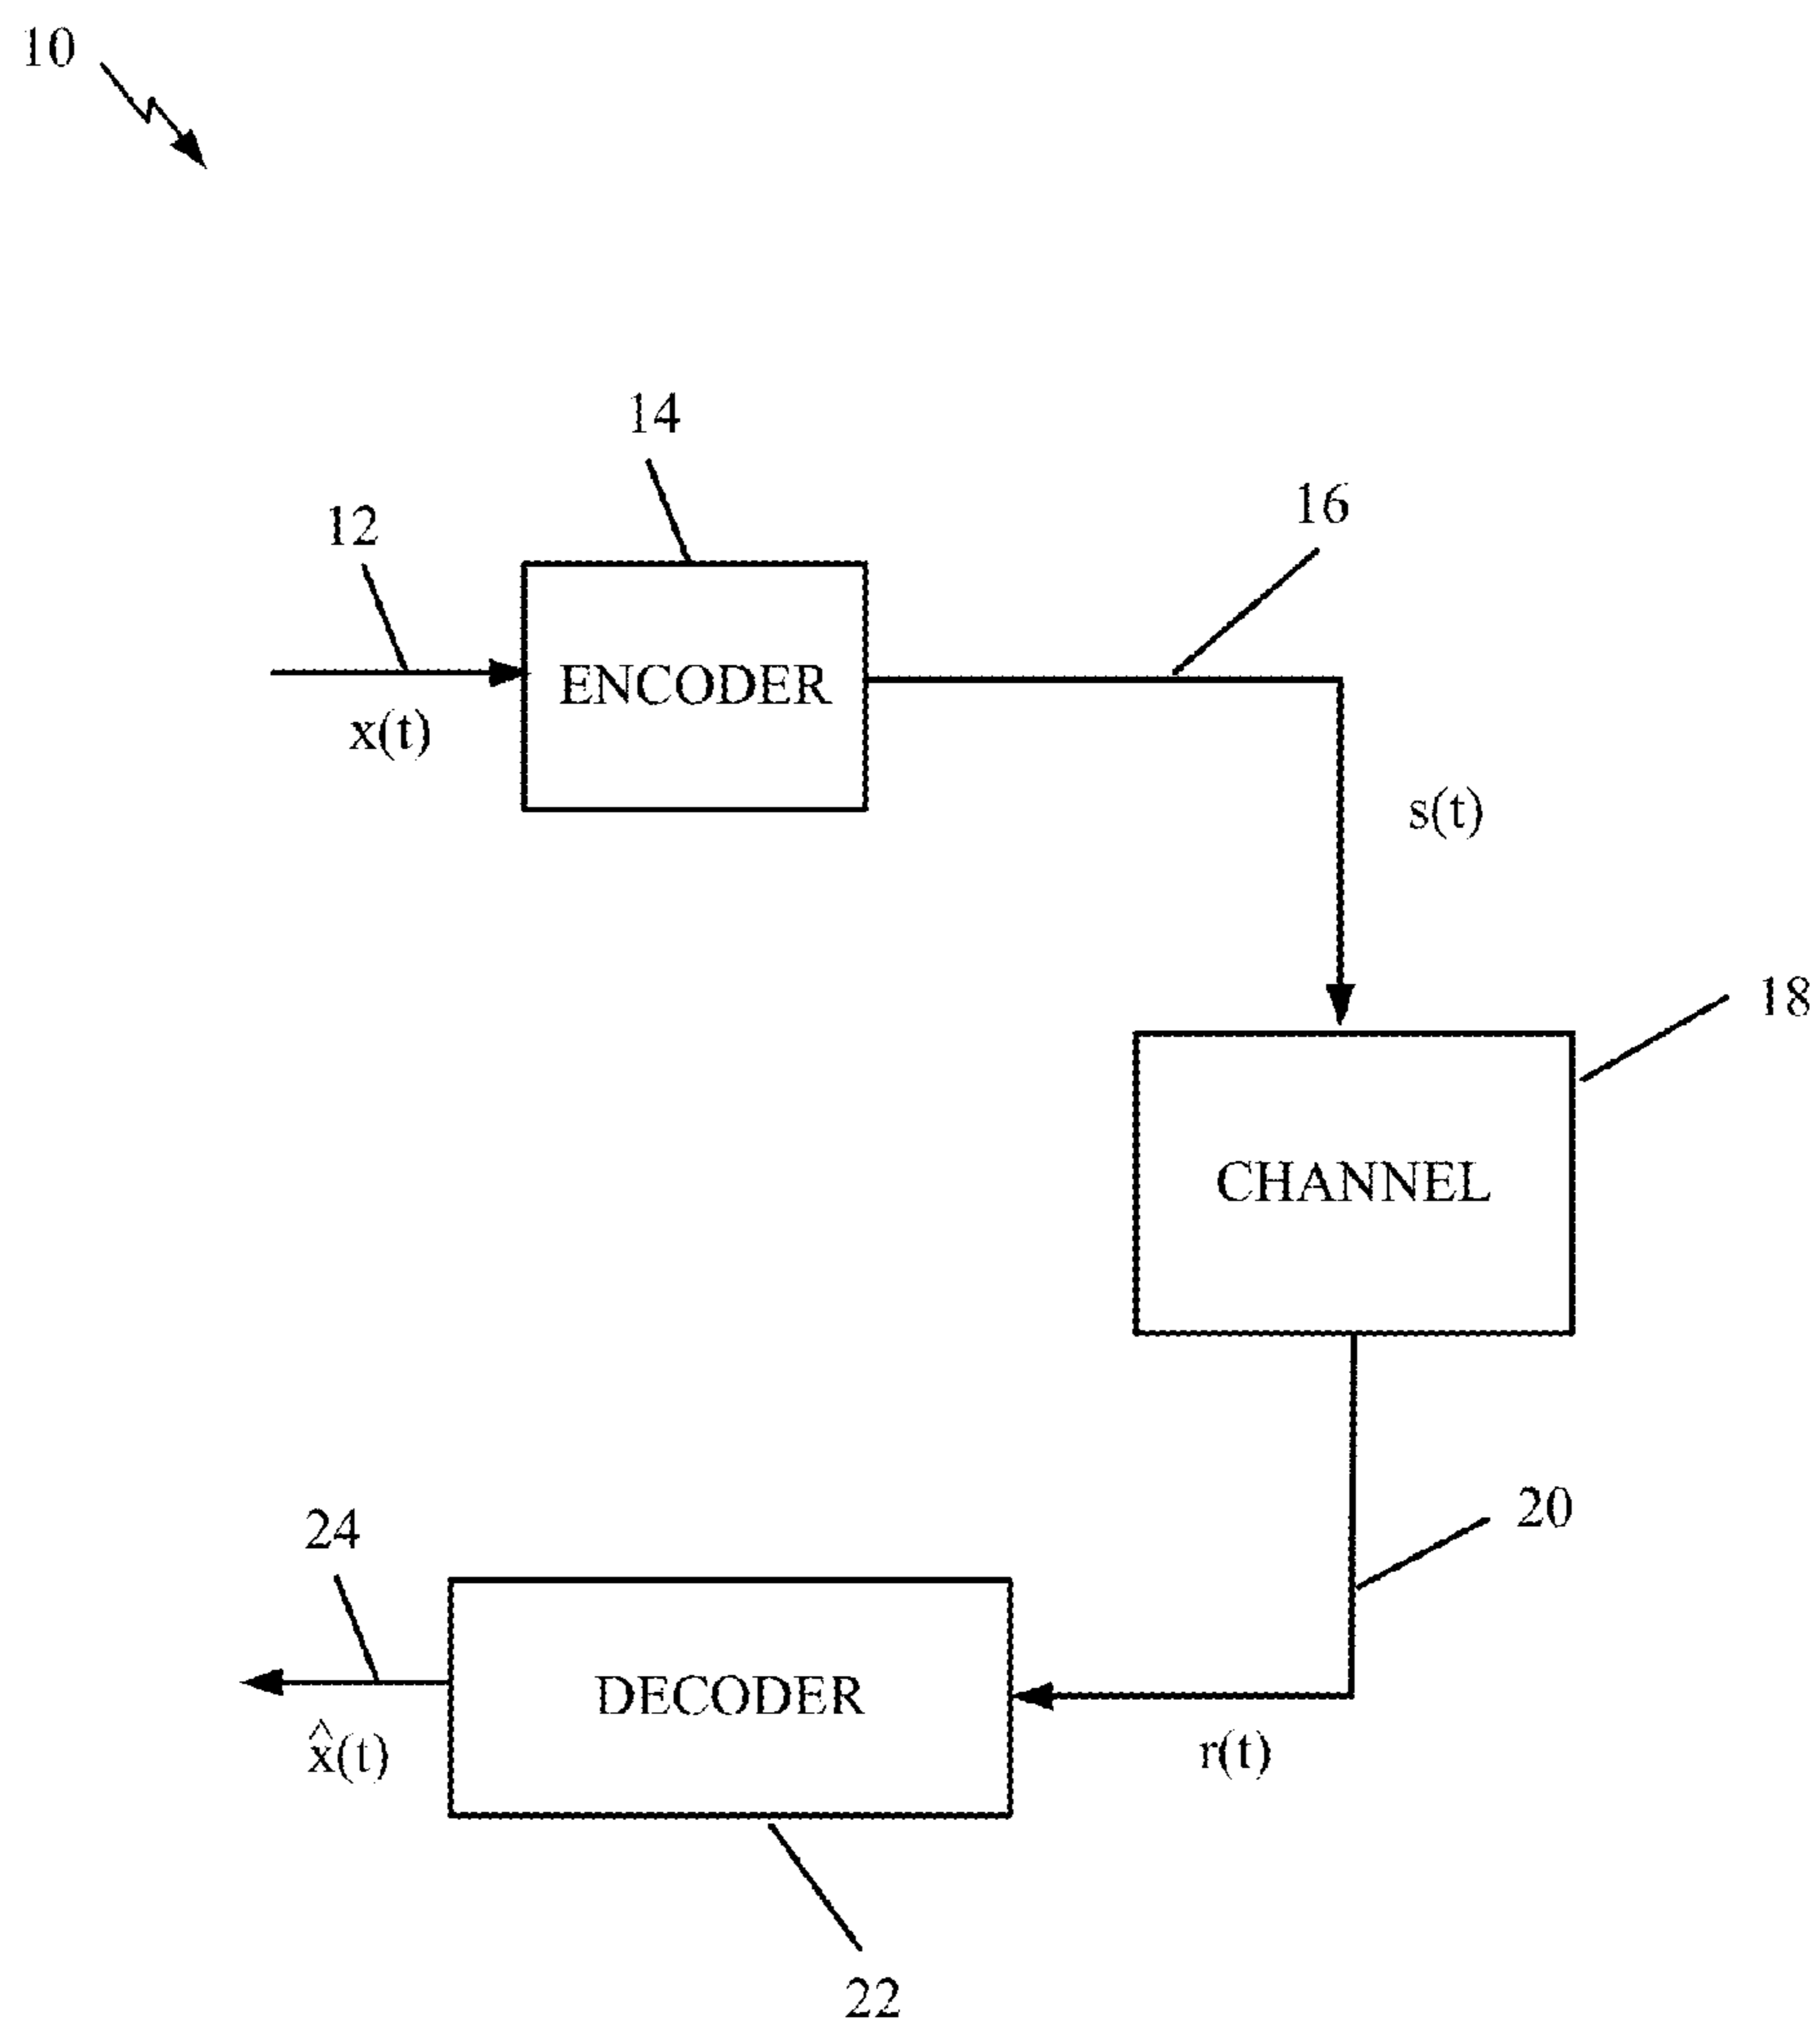 10
14
16
12
ENCODER
x(t)
s(t)
18
CHANNEL
20
24
DECODER
x̂(t)
r(t)
22